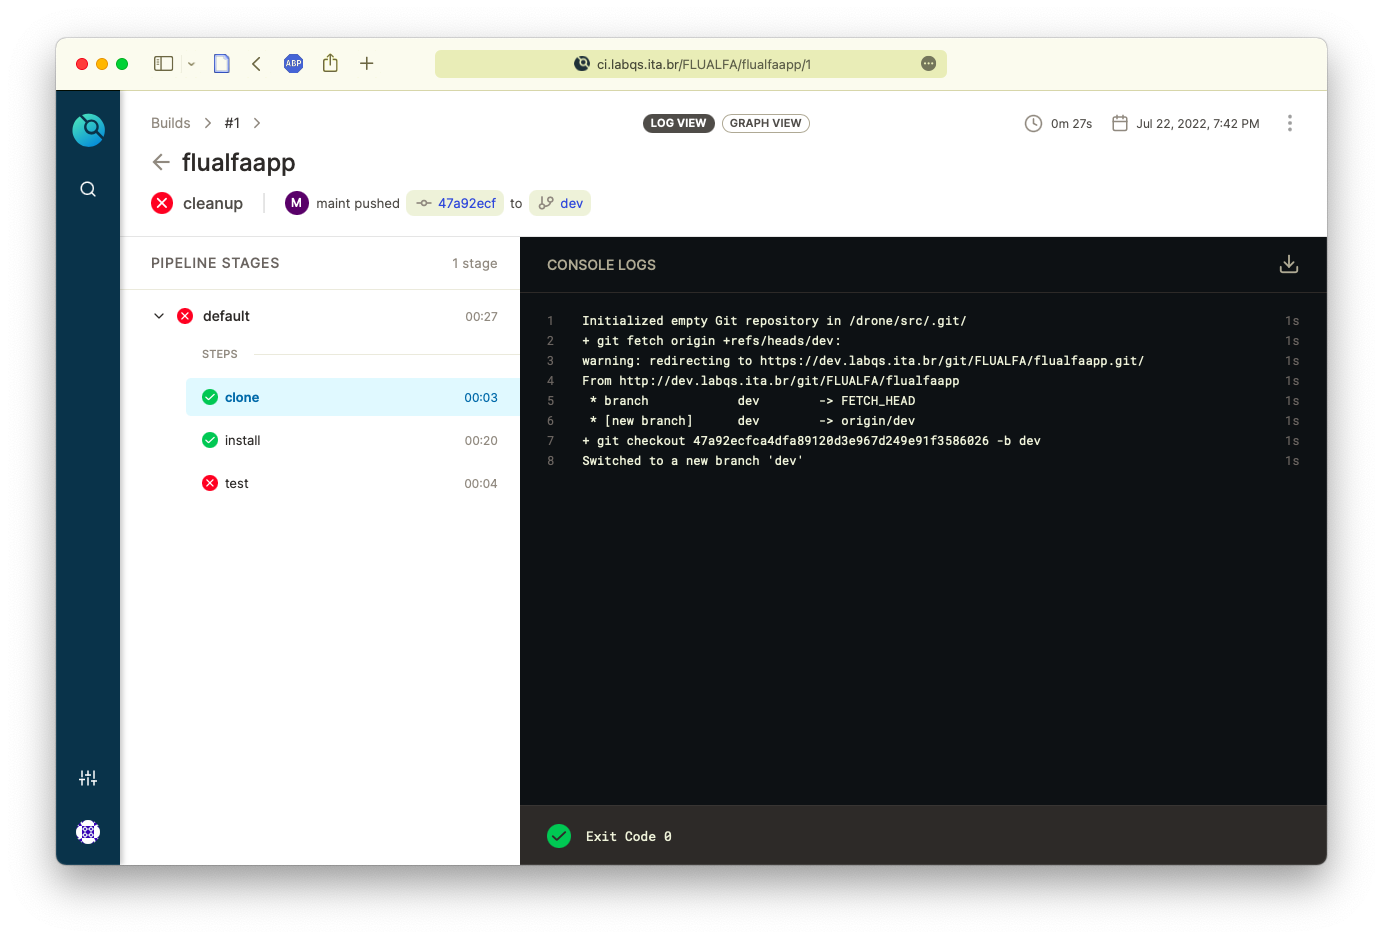 ABP
ci.labqs.ita.br/FLUALFA/flualfaapp/1
Builds > #1 >
LOG VIEW
GRAPH VIEW
0m 27s
Jul 22, 2022, 7:42 PM
flualfaapp
cleanup
M maint pushed 47a92ecf to dev
PIPELINE STAGES
1 stage
default 00:27
STEPS
clone 00:03
install 00:20
test 00:04
CONSOLE LOGS
1 Initialized empty Git repository in /drone/src/.git/ 1s
2 + git fetch origin +refs/heads/dev: 1s
3 warning: redirecting to https://dev.labqs.ita.br/git/FLUALFA/flualfaapp.git/ 1s
4 From http://dev.labqs.ita.br/git/FLUALFA/flualfaapp 1s
5 * branch dev -> FETCH_HEAD 1s
6 * [new branch] dev -> origin/dev 1s
7 + git checkout 47a92ecfca4dfa89120d3e967d249e91f3586026 -b dev 1s
8 Switched to a new branch 'dev' 1s
Exit Code 0